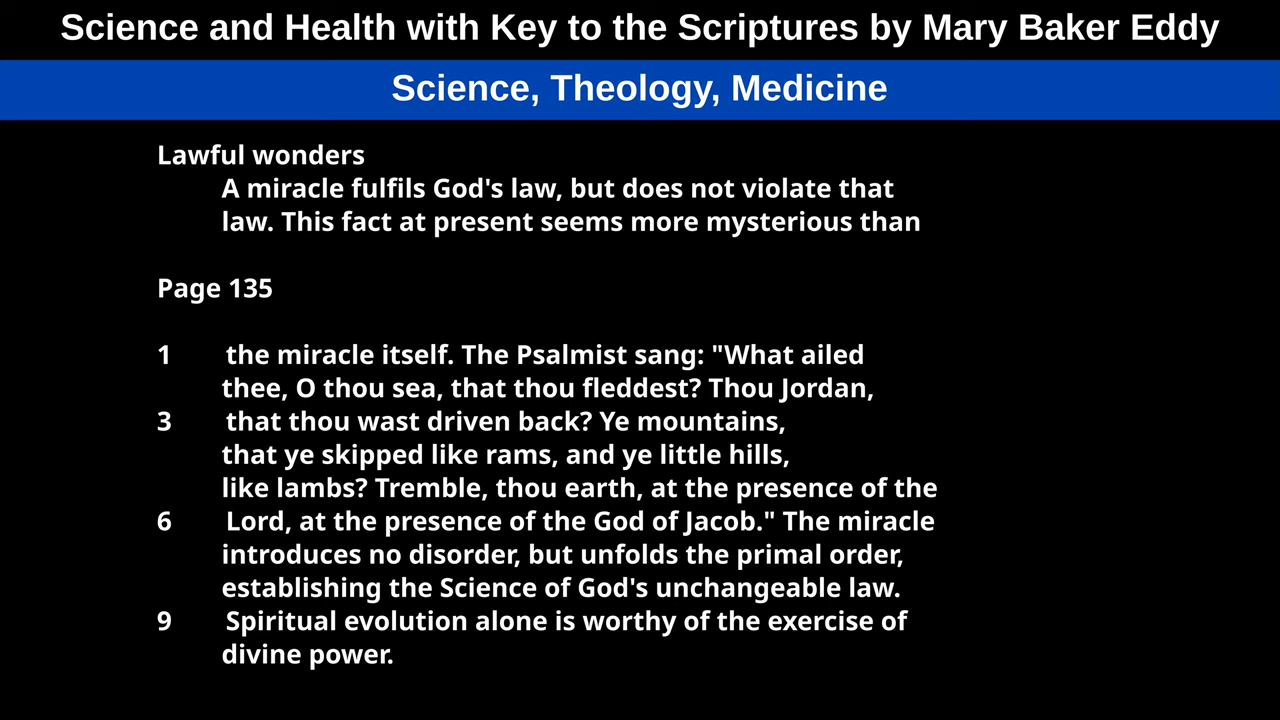 Science and Health with Key to the Scriptures by Mary Baker Eddy
Science, Theology, Medicine
Lawful wonders
A miracle fulfils God's law, but does not violate that
law. This fact at present seems more mysterious than
Page 135
1 the miracle itself. The Psalmist sang: "What ailed
thee, O thou sea, that thou fleddest? Thou Jordan,
3 that thou wast driven back? Ye mountains,
that ye skipped like rams, and ye little hills,
like lambs? Tremble, thou earth, at the presence of the
6 Lord, at the presence of the God of Jacob." The miracle
introduces no disorder, but unfolds the primal order,
establishing the Science of God's unchangeable law.
9 Spiritual evolution alone is worthy of the exercise of
divine power.